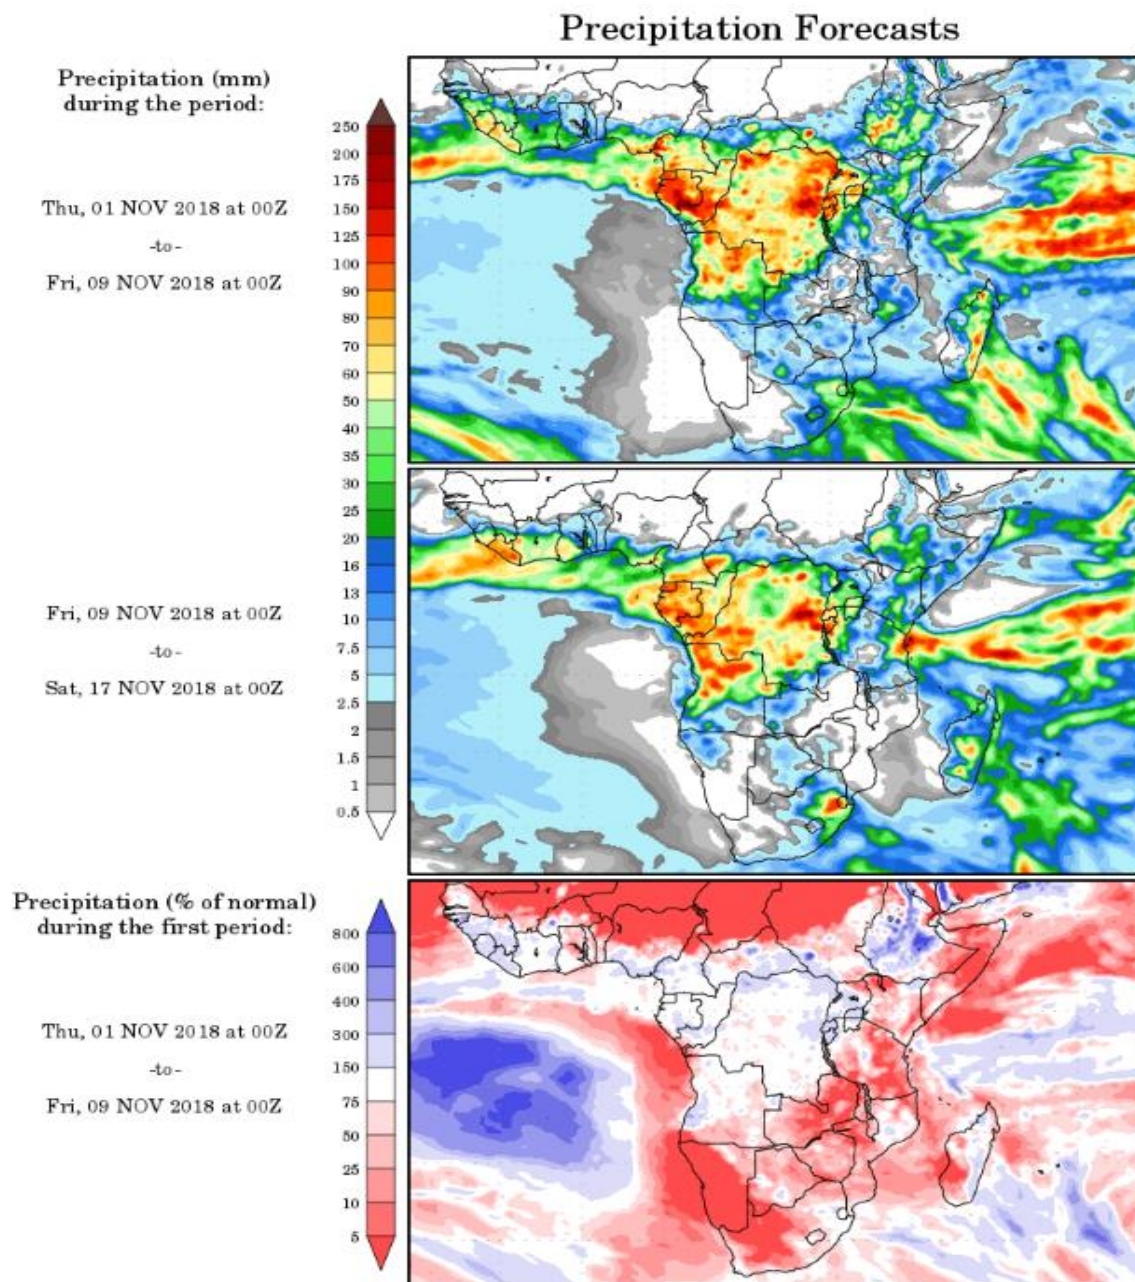 Precipitation Forecasts
Precipitation (mm)
during the period:
Thu, 01 NOV 2018 at 00Z
-to-
Fri, 09 NOV 2018 at 00Z
250
200
175
150
125
100
90
80
70
60
50
40
35
30
25
20
16
13
10
7.5
5
2.5
2
1.5
1
0.5
Fri, 09 NOV 2018 at 00Z
-to-
Sat, 17 NOV 2018 at 00Z
Precipitation (% of normal)
during the first period:
Thu, 01 NOV 2018 at 00Z
-to-
Fri, 09 NOV 2018 at 00Z
800
600
400
300
150
75
50
25
10
5